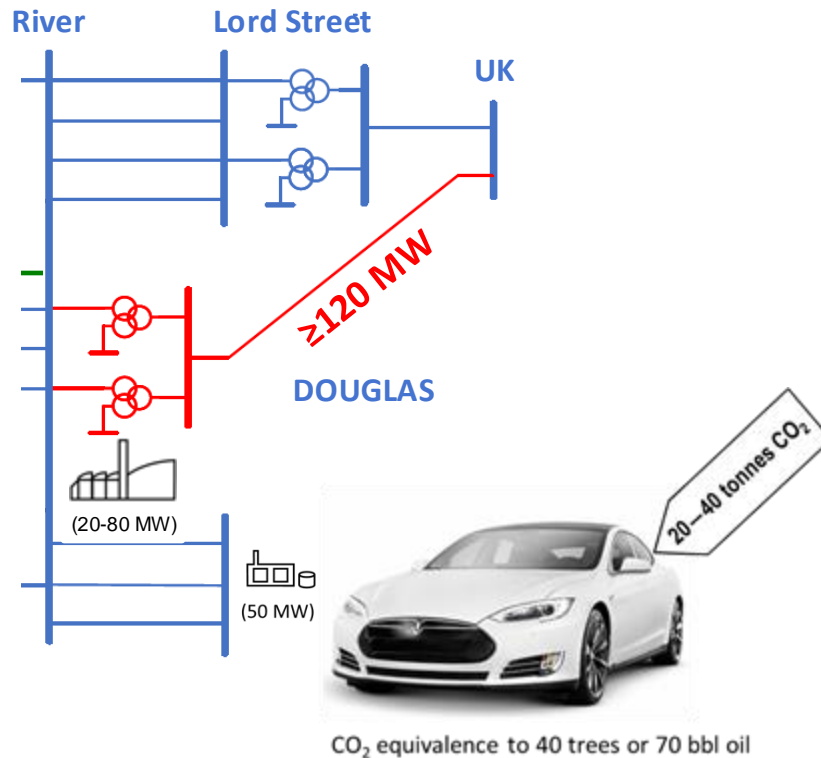 River
Lord Street
UK
≥120 MW
DOUGLAS
(20-80 MW)
(50 MW)
20—40 tonnes CO₂
CO₂ equivalence to 40 trees or 70 bbl oil